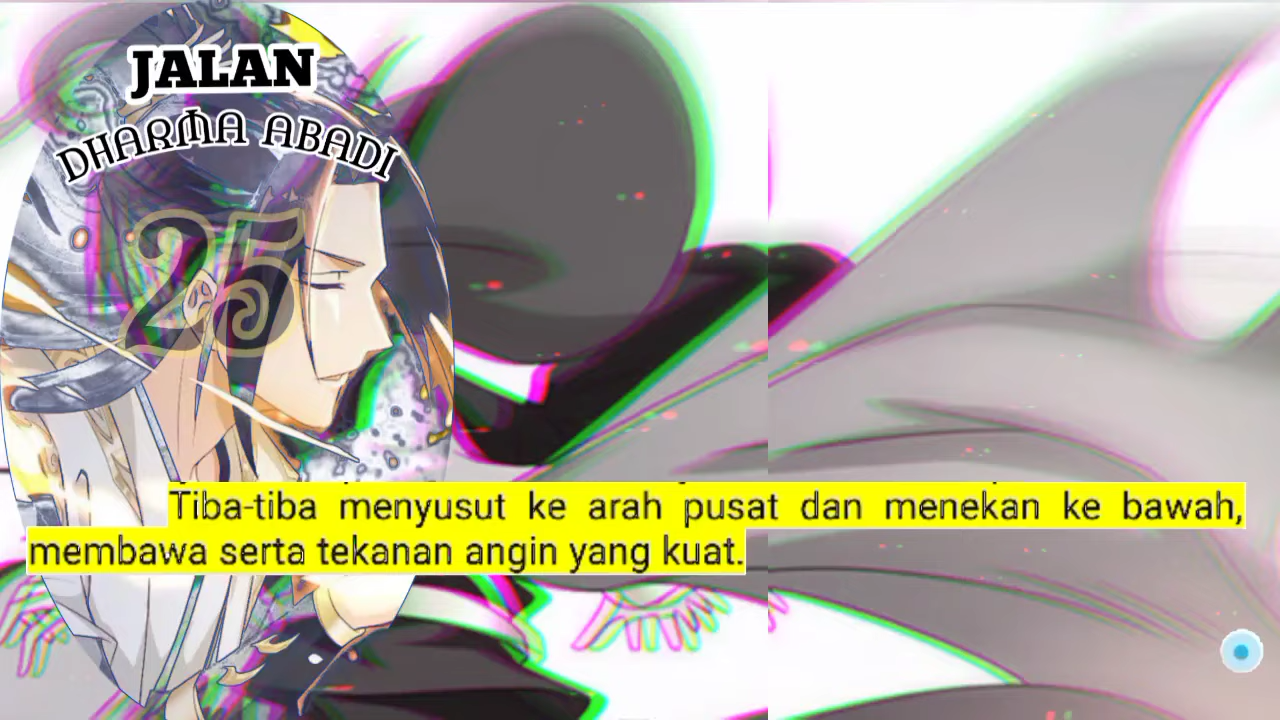 JALAN
DHARMA ABADI
25
Tiba-tiba menyusut ke arah pusat dan menekan ke bawah,
membawa serta tekanan angin yang kuat.